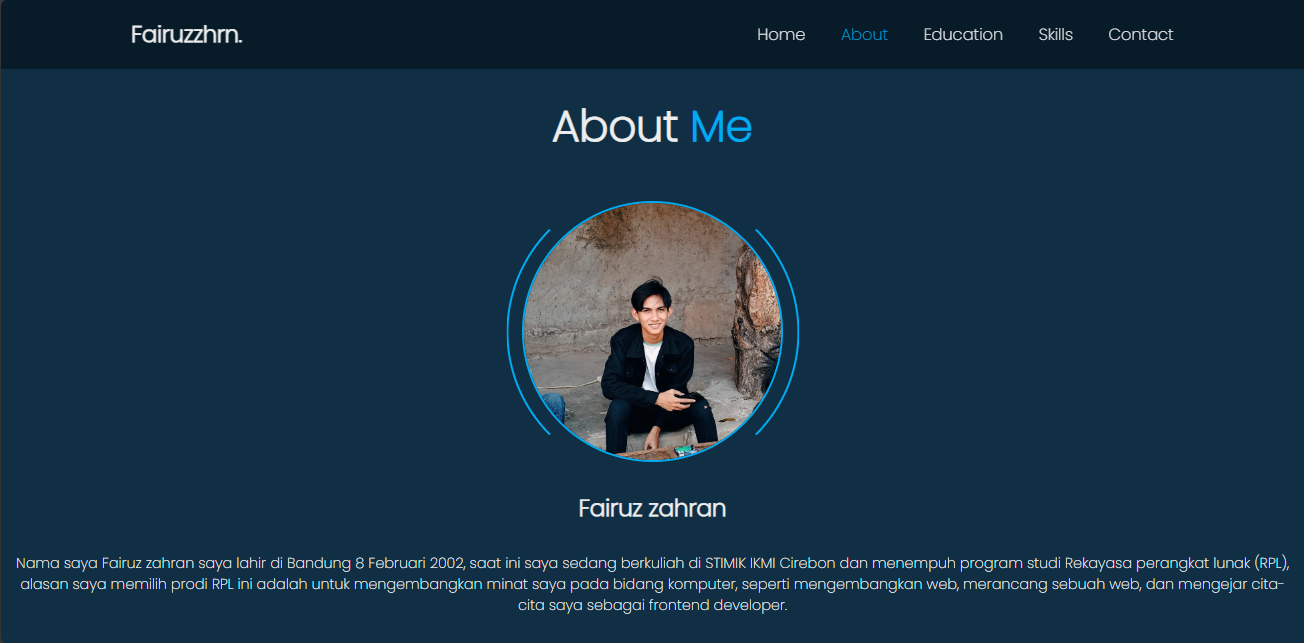 Fairuzzhrn.
Home About Education Skills Contact
About Me
Fairuz zahran
Nama saya Fairuz zahran saya lahir di Bandung 8 Februari 2002, saat ini saya sedang berkuliah di STIMIK IKMI Cirebon dan menempuh program studi Rekayasa perangkat lunak (RPL),
alasan saya memilih prodi RPL ini adalah untuk mengembangkan minat saya pada bidang komputer, seperti mengembangkan web, merancang sebuah web, dan mengejar cita-
cita saya sebagai frontend developer.